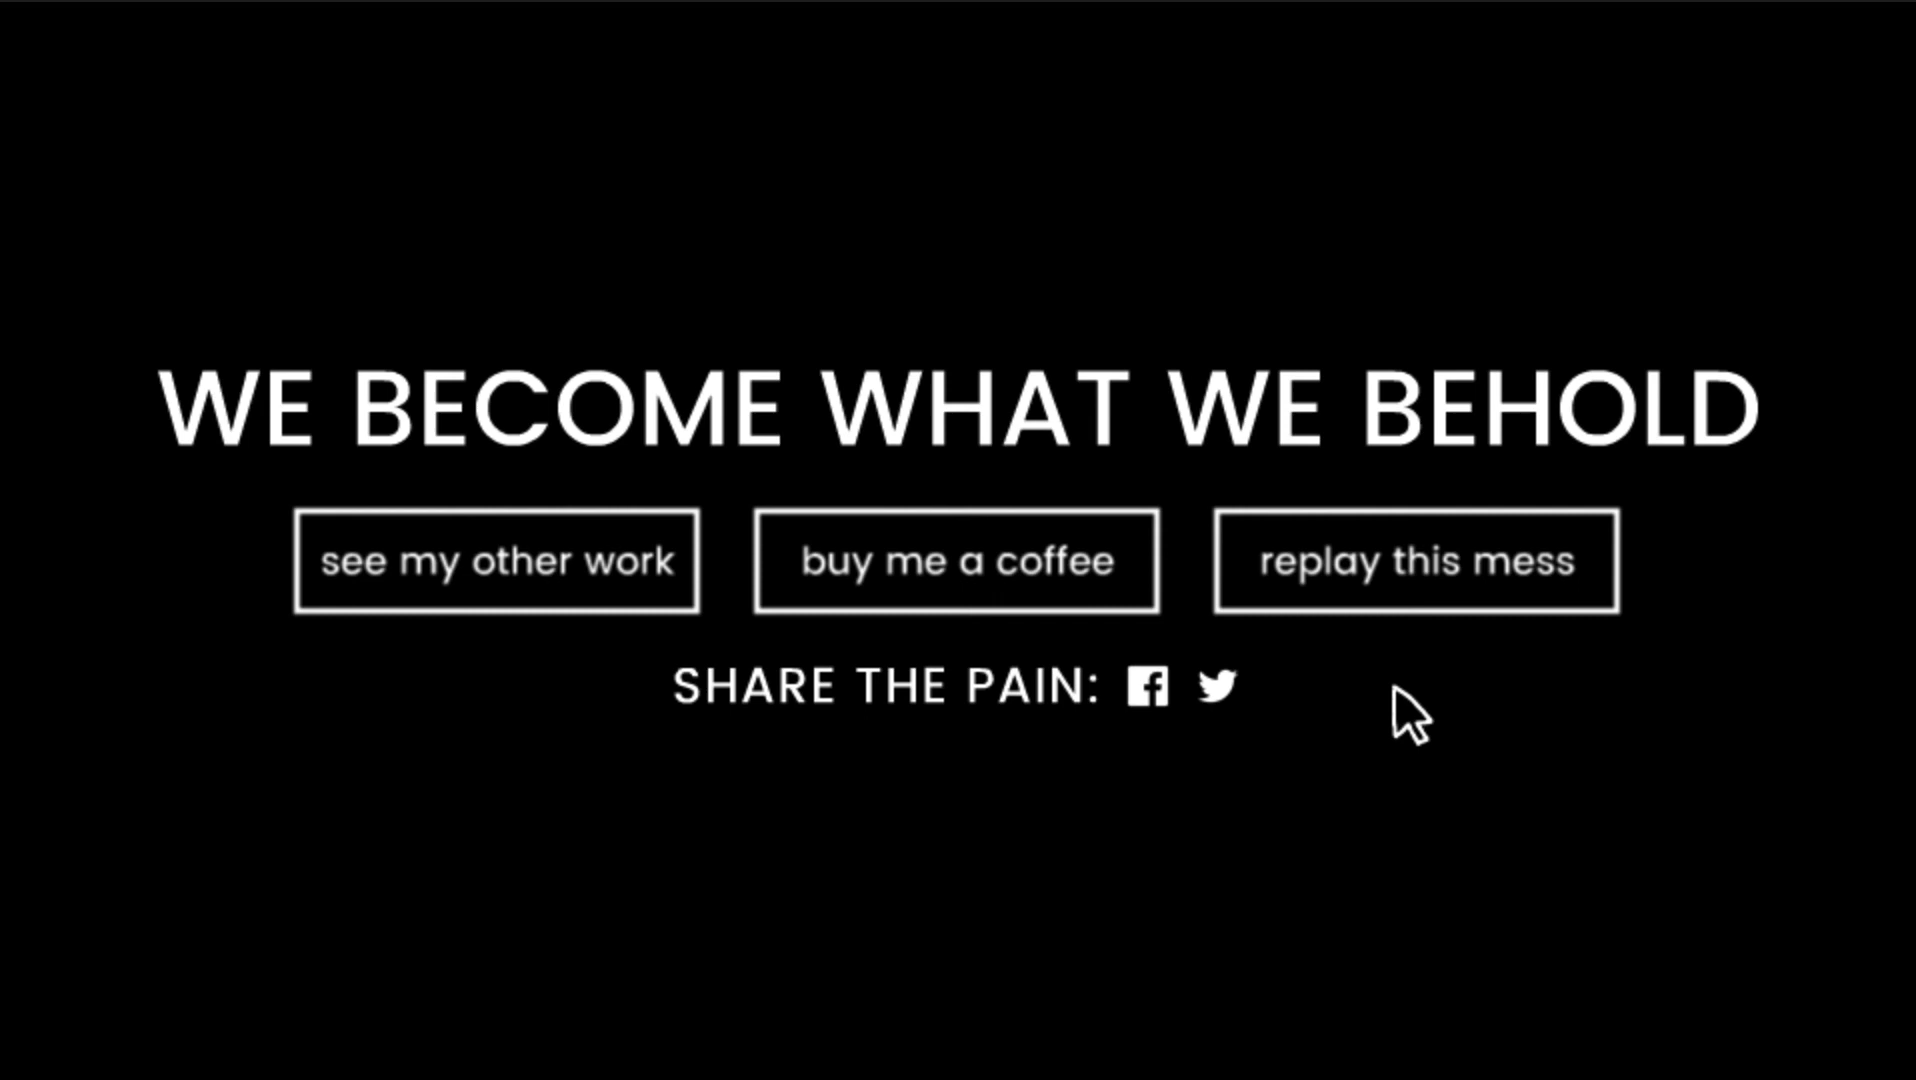 WE BECOME WHAT WE BEHOLD
see my other work
buy me a coffee
replay this mess
SHARE THE PAIN: